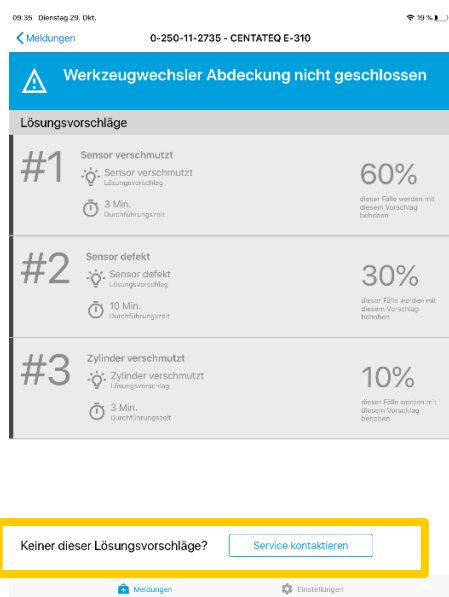 09:35 Dienstag 29. Okt.
19 %
Meldungen
0-250-11-2735 - CENTATEQ E-310
Werkzeugwechsler Abdeckung nicht geschlossen
Lösungsvorschläge
#1
Sensor verschmutzt
Sensor verschmutzt
Lösungsvorschlag
3 Min.
Durchführungszeit
60%
dieser Fälle werden mit
diesem Vorschlag
behoben
#2
Sensor defekt
Sensor defekt
Lösungsvorschlag
10 Min.
Durchführungszeit
30%
dieser Fälle werden mit
diesem Vorschlag
behoben
#3
Zylinder verschmutzt
Zylinder verschmutzt
Lösungsvorschlag
3 Min.
Durchführungszeit
10%
dieser Fälle werden mit
diesem Vorschlag
behoben
Keiner dieser Lösungsvorschläge?
Service kontaktieren
Meldungen
Einstellungen